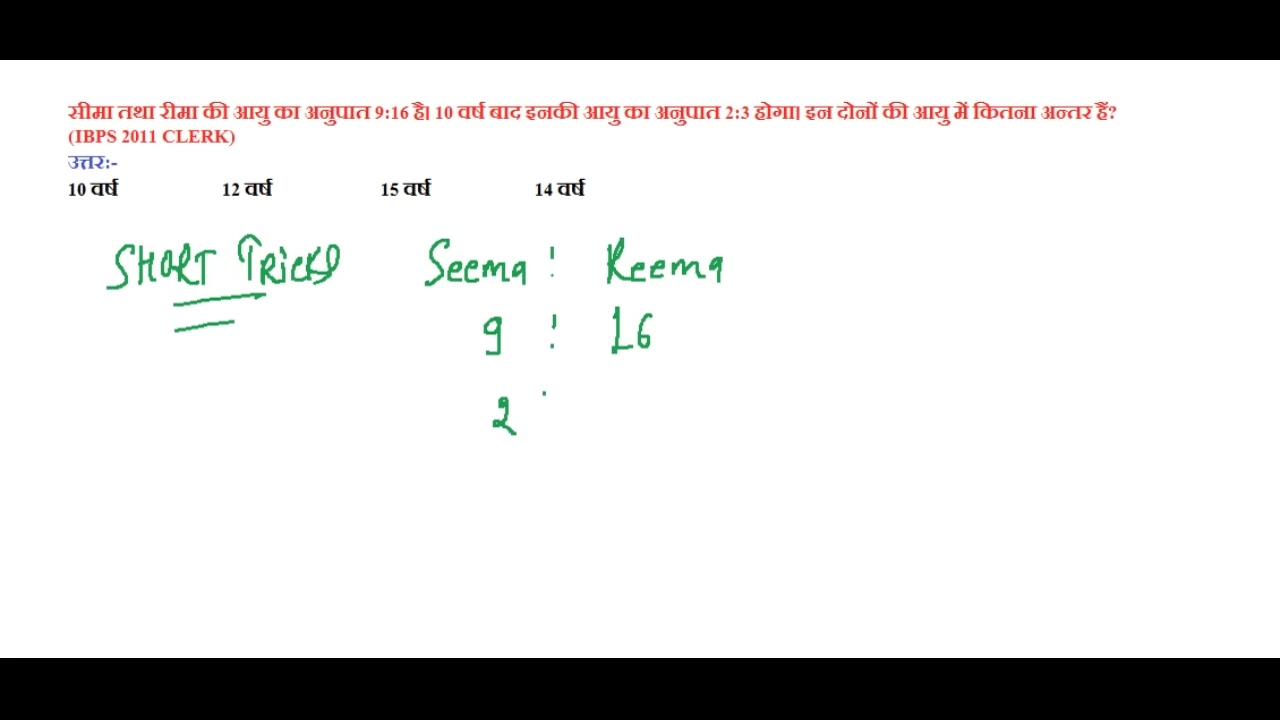 सीमा तथा रीमा की आयु का अनुपात 9:16 है। 10 वर्ष बाद इनकी आयु का अनुपात 2:3 होगा। इन दोनों की आयु में कितना अन्तर हैं?
(IBPS 2011 CLERK)
उत्तरः-
10 वर्ष 12 वर्ष 15 वर्ष 14 वर्ष
SHORT TRICKS Seema : Reema
9 : 16
2